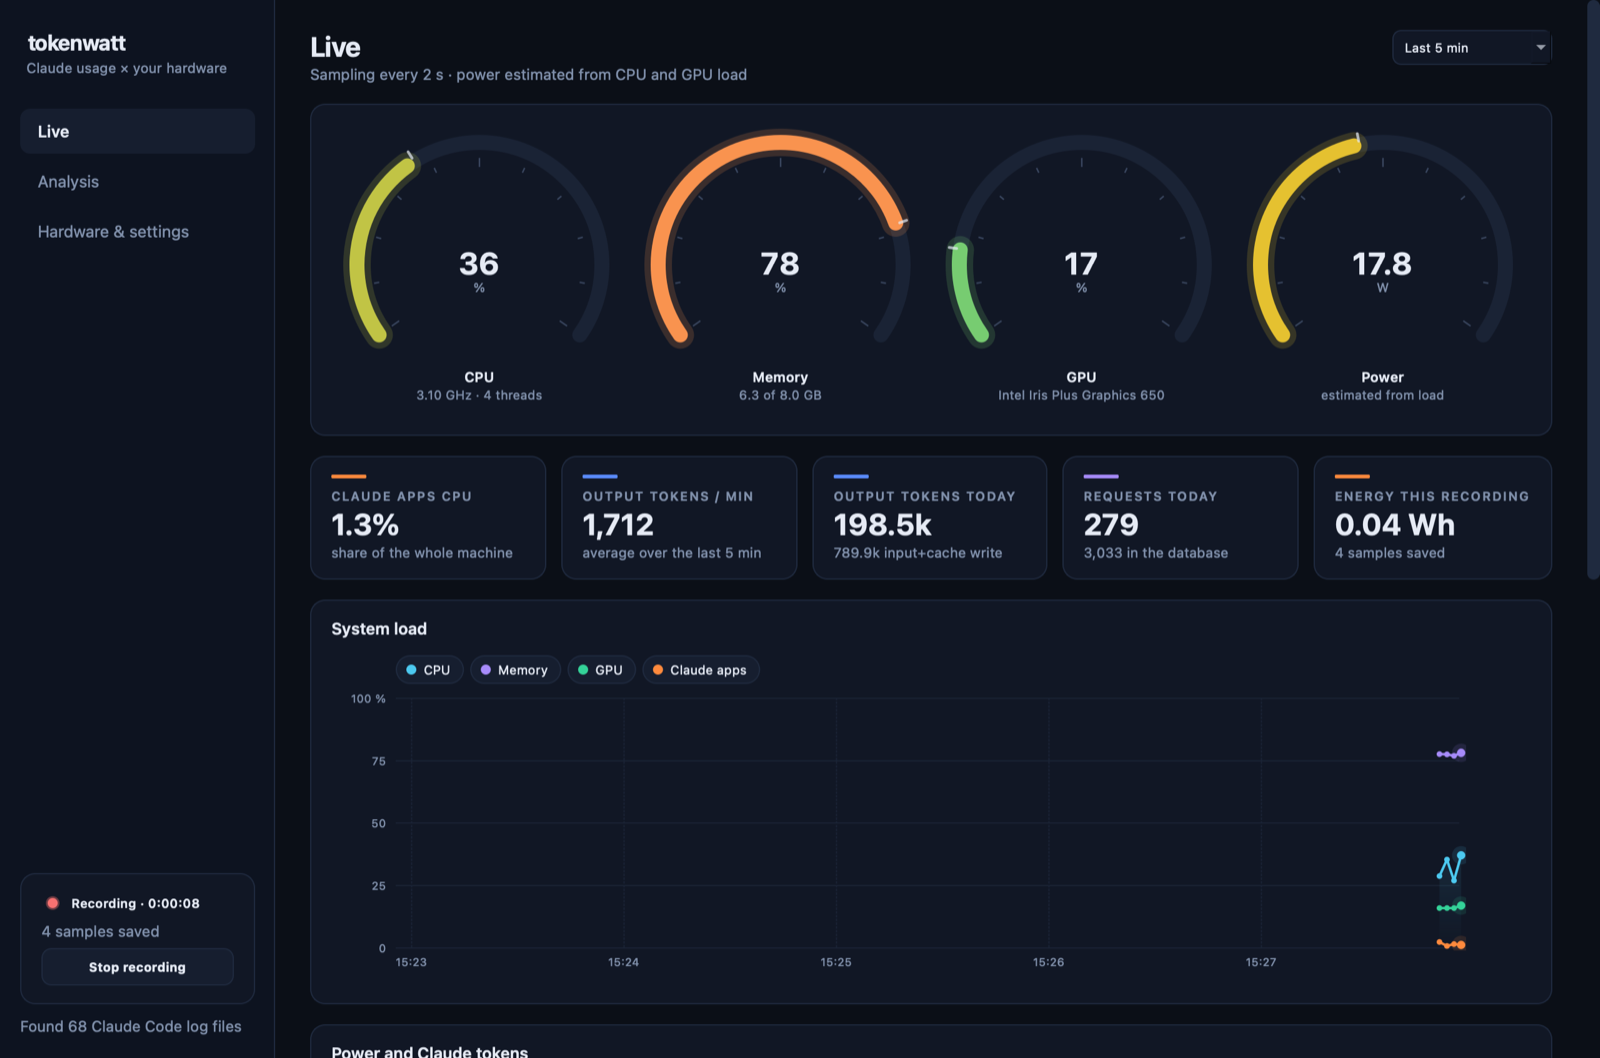 tokenwatt
Claude usage × your hardware
Live
Analysis
Hardware & settings
Recording · 0:00:08
4 samples saved
Stop recording
Found 68 Claude Code log files
Live
Sampling every 2 s · power estimated from CPU and GPU load
Last 5 min
36
%
CPU
3.10 GHz · 4 threads
78
%
Memory
6.3 of 8.0 GB
17
%
GPU
Intel Iris Plus Graphics 650
17.8
W
Power
estimated from load
CLAUDE APPS CPU
1.3%
share of the whole machine
OUTPUT TOKENS / MIN
1,712
average over the last 5 min
OUTPUT TOKENS TODAY
198.5k
789.9k input+cache write
REQUESTS TODAY
279
3,033 in the database
ENERGY THIS RECORDING
0.04 Wh
4 samples saved
System load
CPU Memory GPU Claude apps
100 %
75
50
25
0
15:23 15:24 15:25 15:26 15:27
Power and Claude tokens